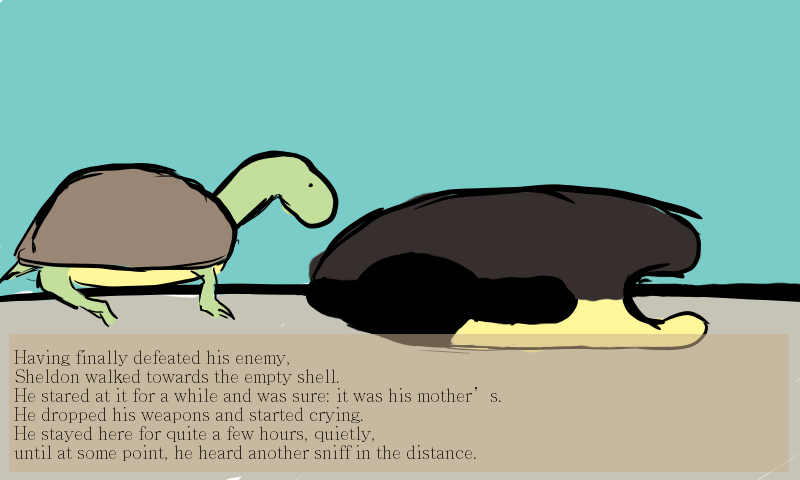 Having finally defeated his enemy,
Sheldon walked towards the empty shell.
He stared at it for a while and was sure: it was his mother’s.
He dropped his weapons and started crying.
He stayed here for quite a few hours, quietly,
until at some point, he heard another sniff in the distance.